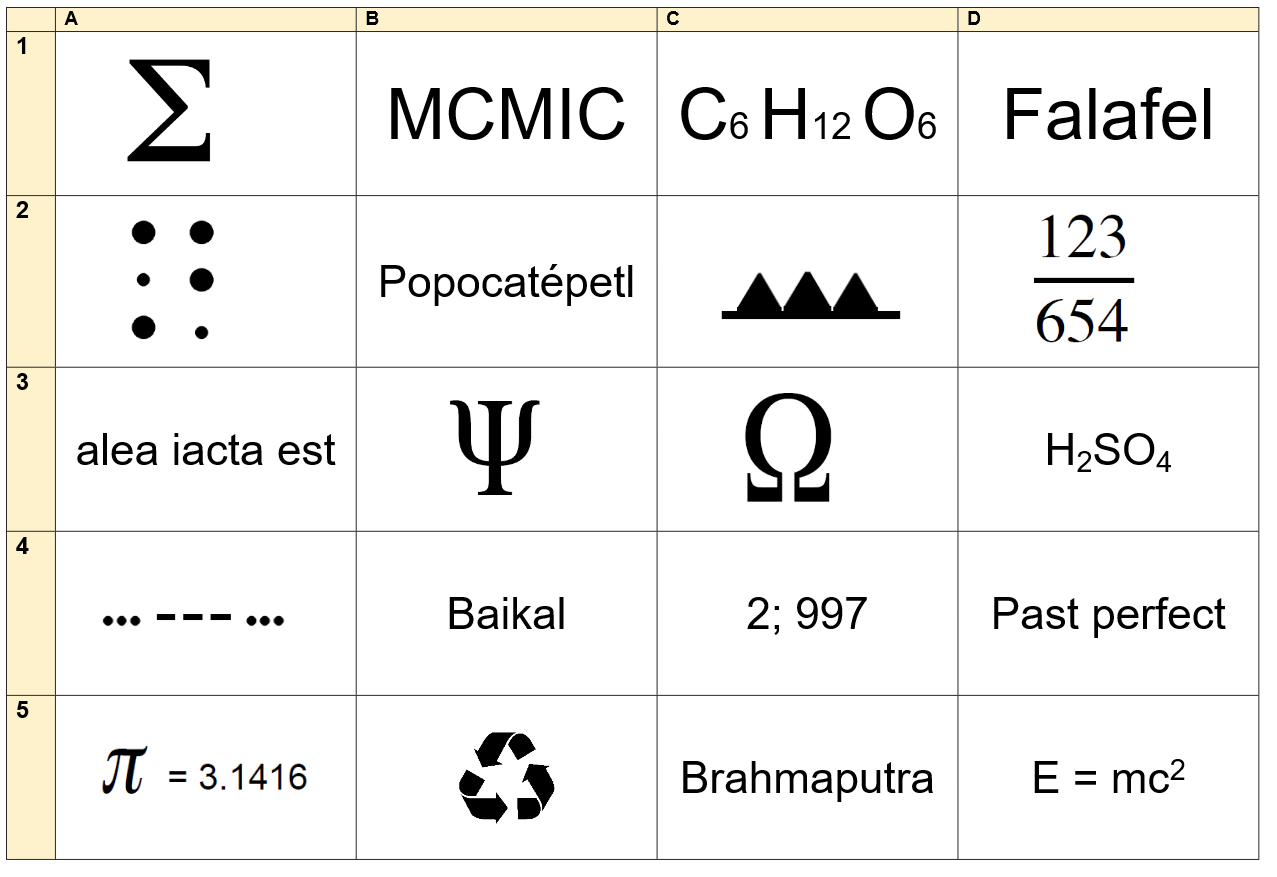 A B C D
1 Σ MCMIC C₆ H₁₂ O₆ Falafel
2 ⠏ Popocatépetl 123/654
3 alea iacta est Ψ Ω H₂SO₄
4 ••• --- ••• Baikal 2; 997 Past perfect
5 π = 3.1416 ♻ Brahmaputra E = mc²